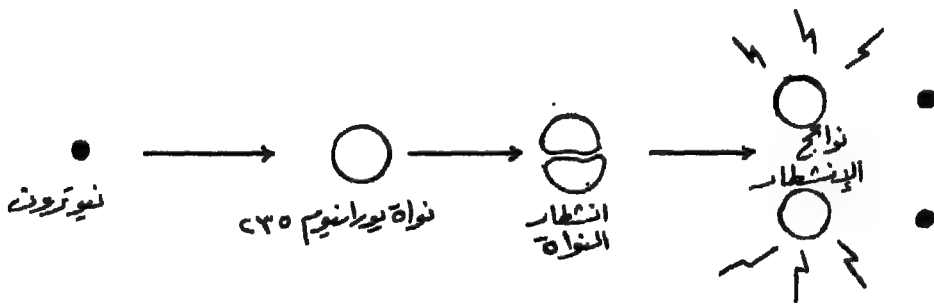 نيوترون
نواة يورانيوم ٢٣٥
انشطار
النواة
نواتج
الإنشطار